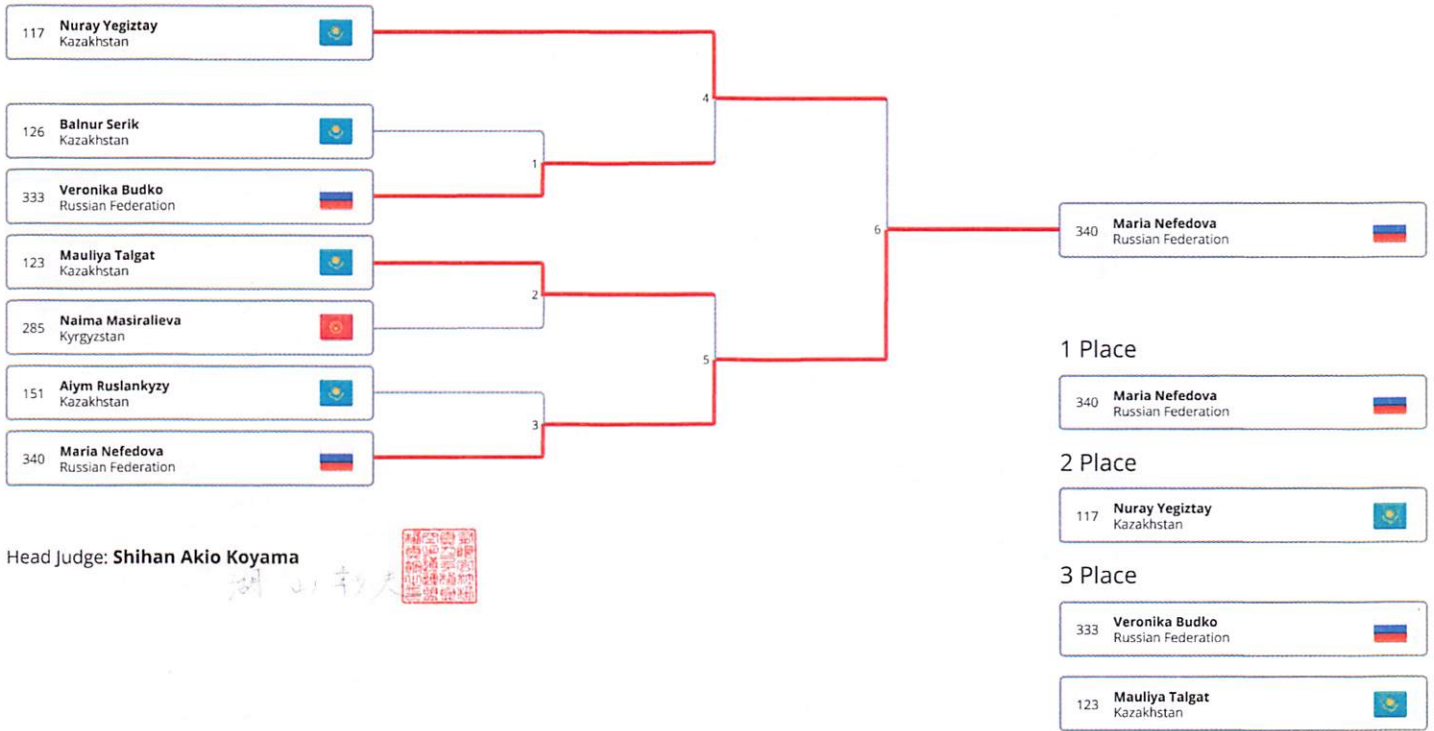 117 Nuray Yegiztay
Kazakhstan
126 Balnur Serik
Kazakhstan
333 Veronika Budko
Russian Federation
123 Mauliya Talgat
Kazakhstan
285 Naima Masiralieva
Kyrgyzstan
151 Aiym Ruslankyzy
Kazakhstan
340 Maria Nefedova
Russian Federation
1
2
3
4
5
6
340 Maria Nefedova
Russian Federation
1 Place
340 Maria Nefedova
Russian Federation
2 Place
117 Nuray Yegiztay
Kazakhstan
3 Place
333 Veronika Budko
Russian Federation
123 Mauliya Talgat
Kazakhstan
Head Judge: Shihan Akio Koyama
湖山